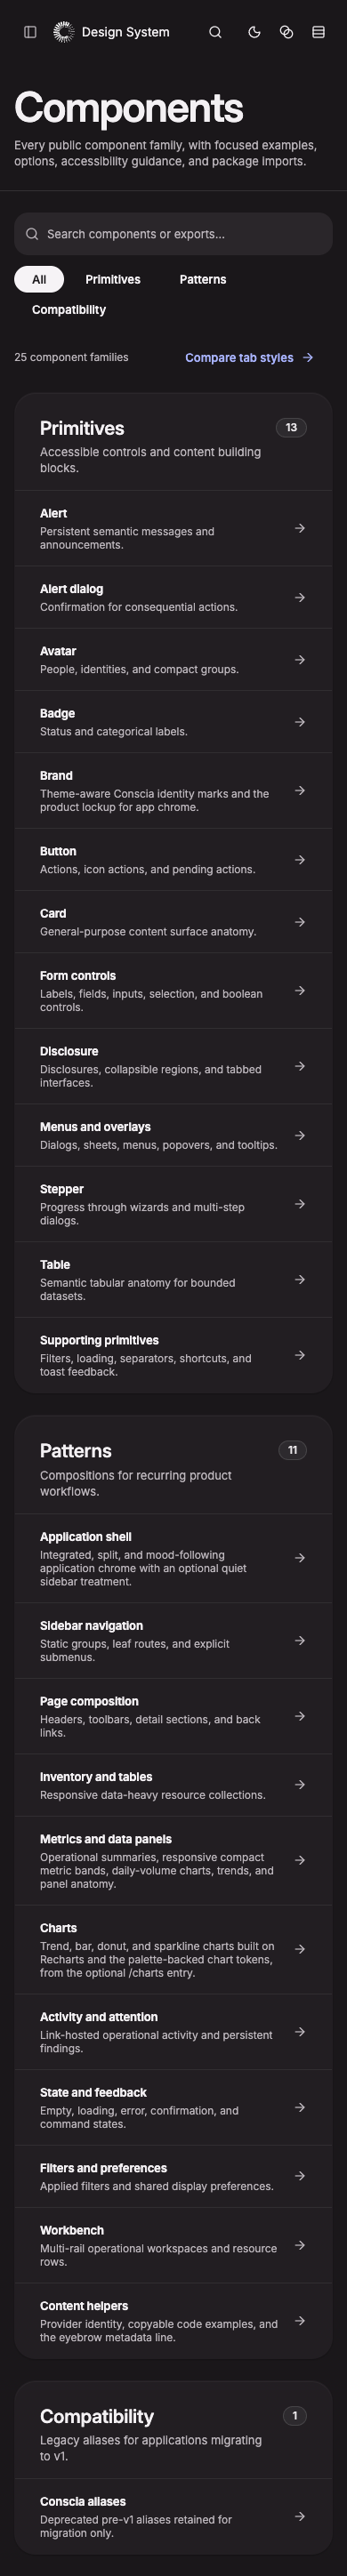 Design System
Components
Every public component family, with focused examples,
options, accessibility guidance, and package imports.
Search components or exports...
All
Primitives
Patterns
Compatibility
25 component families
Compare tab styles
Primitives
13
Accessible controls and content building
blocks.
Alert
Persistent semantic messages and
announcements.
Alert dialog
Confirmation for consequential actions.
Avatar
People, identities, and compact groups.
Badge
Status and categorical labels.
Brand
Theme-aware Conscia identity marks and the
product lockup for app chrome.
Button
Actions, icon actions, and pending actions.
Card
General-purpose content surface anatomy.
Form controls
Labels, fields, inputs, selection, and boolean
controls.
Disclosure
Disclosures, collapsible regions, and tabbed
interfaces.
Menus and overlays
Dialogs, sheets, menus, popovers, and tooltips.
Stepper
Progress through wizards and multi-step
dialogs.
Table
Semantic tabular anatomy for bounded
datasets.
Supporting primitives
Filters, loading, separators, shortcuts, and
toast feedback.
Patterns
11
Compositions for recurring product
workflows.
Application shell
Integrated, split, and mood-following
application chrome with an optional quiet
sidebar treatment.
Sidebar navigation
Static groups, leaf routes, and explicit
submenus.
Page composition
Headers, toolbars, detail sections, and back
links.
Inventory and tables
Responsive data-heavy resource collections.
Metrics and data panels
Operational summaries, responsive compact
metric bands, daily-volume charts, trends, and
panel anatomy.
Charts
Trend, bar, donut, and sparkline charts built on
Recharts and the palette-backed chart tokens,
from the optional /charts entry.
Activity and attention
Link-hosted operational activity and persistent
findings.
State and feedback
Empty, loading, error, confirmation, and
command states.
Filters and preferences
Applied filters and shared display preferences.
Workbench
Multi-rail operational workspaces and resource
rows.
Content helpers
Provider identity, copyable code examples, and
the eyebrow metadata line.
Compatibility
1
Legacy aliases for applications migrating
to v1.
Conscia aliases
Deprecated pre-v1 aliases retained for
migration only.